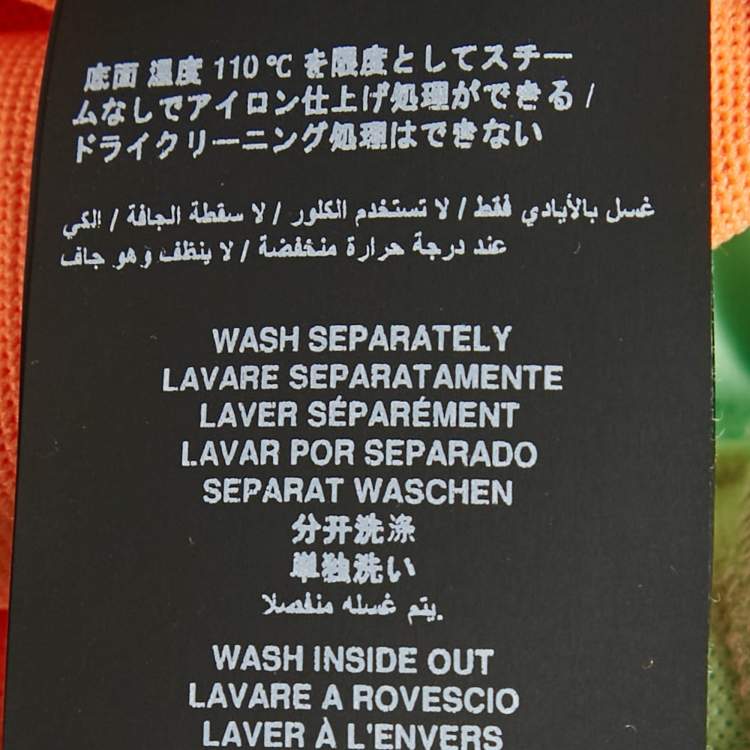 底面 温度 110 ℃ を限度としてスチー
ムなしでアイロン仕上げ処理ができる /
ドライクリーニング処理はできない
غسل بالأيادي فقط / لا تستخدم الكلور / لا سقطة الجافة / الكي
عند درجة حرارة منخفضة / لا ينظف وهو جاف
WASH SEPARATELY
LAVARE SEPARATAMENTE
LAVER SÉPARÉMENT
LAVAR POR SEPARADO
SEPARAT WASCHEN
分开洗涤
単独洗い
يتم غسله منفصلا.
WASH INSIDE OUT
LAVARE A ROVESCIO
LAVER À L'ENVERS